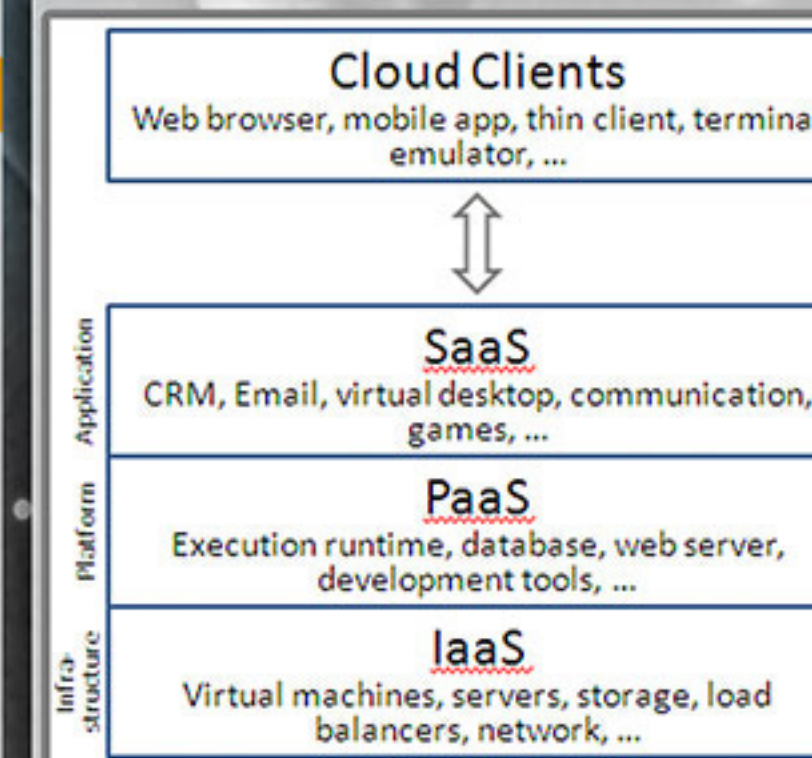 Cloud Clients
Web browser, mobile app, thin client, termina
emulator, ...
Application
SaaS
CRM, Email, virtual desktop, communication,
games, ...
Platform
PaaS
Execution runtime, database, web server,
development tools, ...
Infra-
structure
IaaS
Virtual machines, servers, storage, load
balancers, network, ...